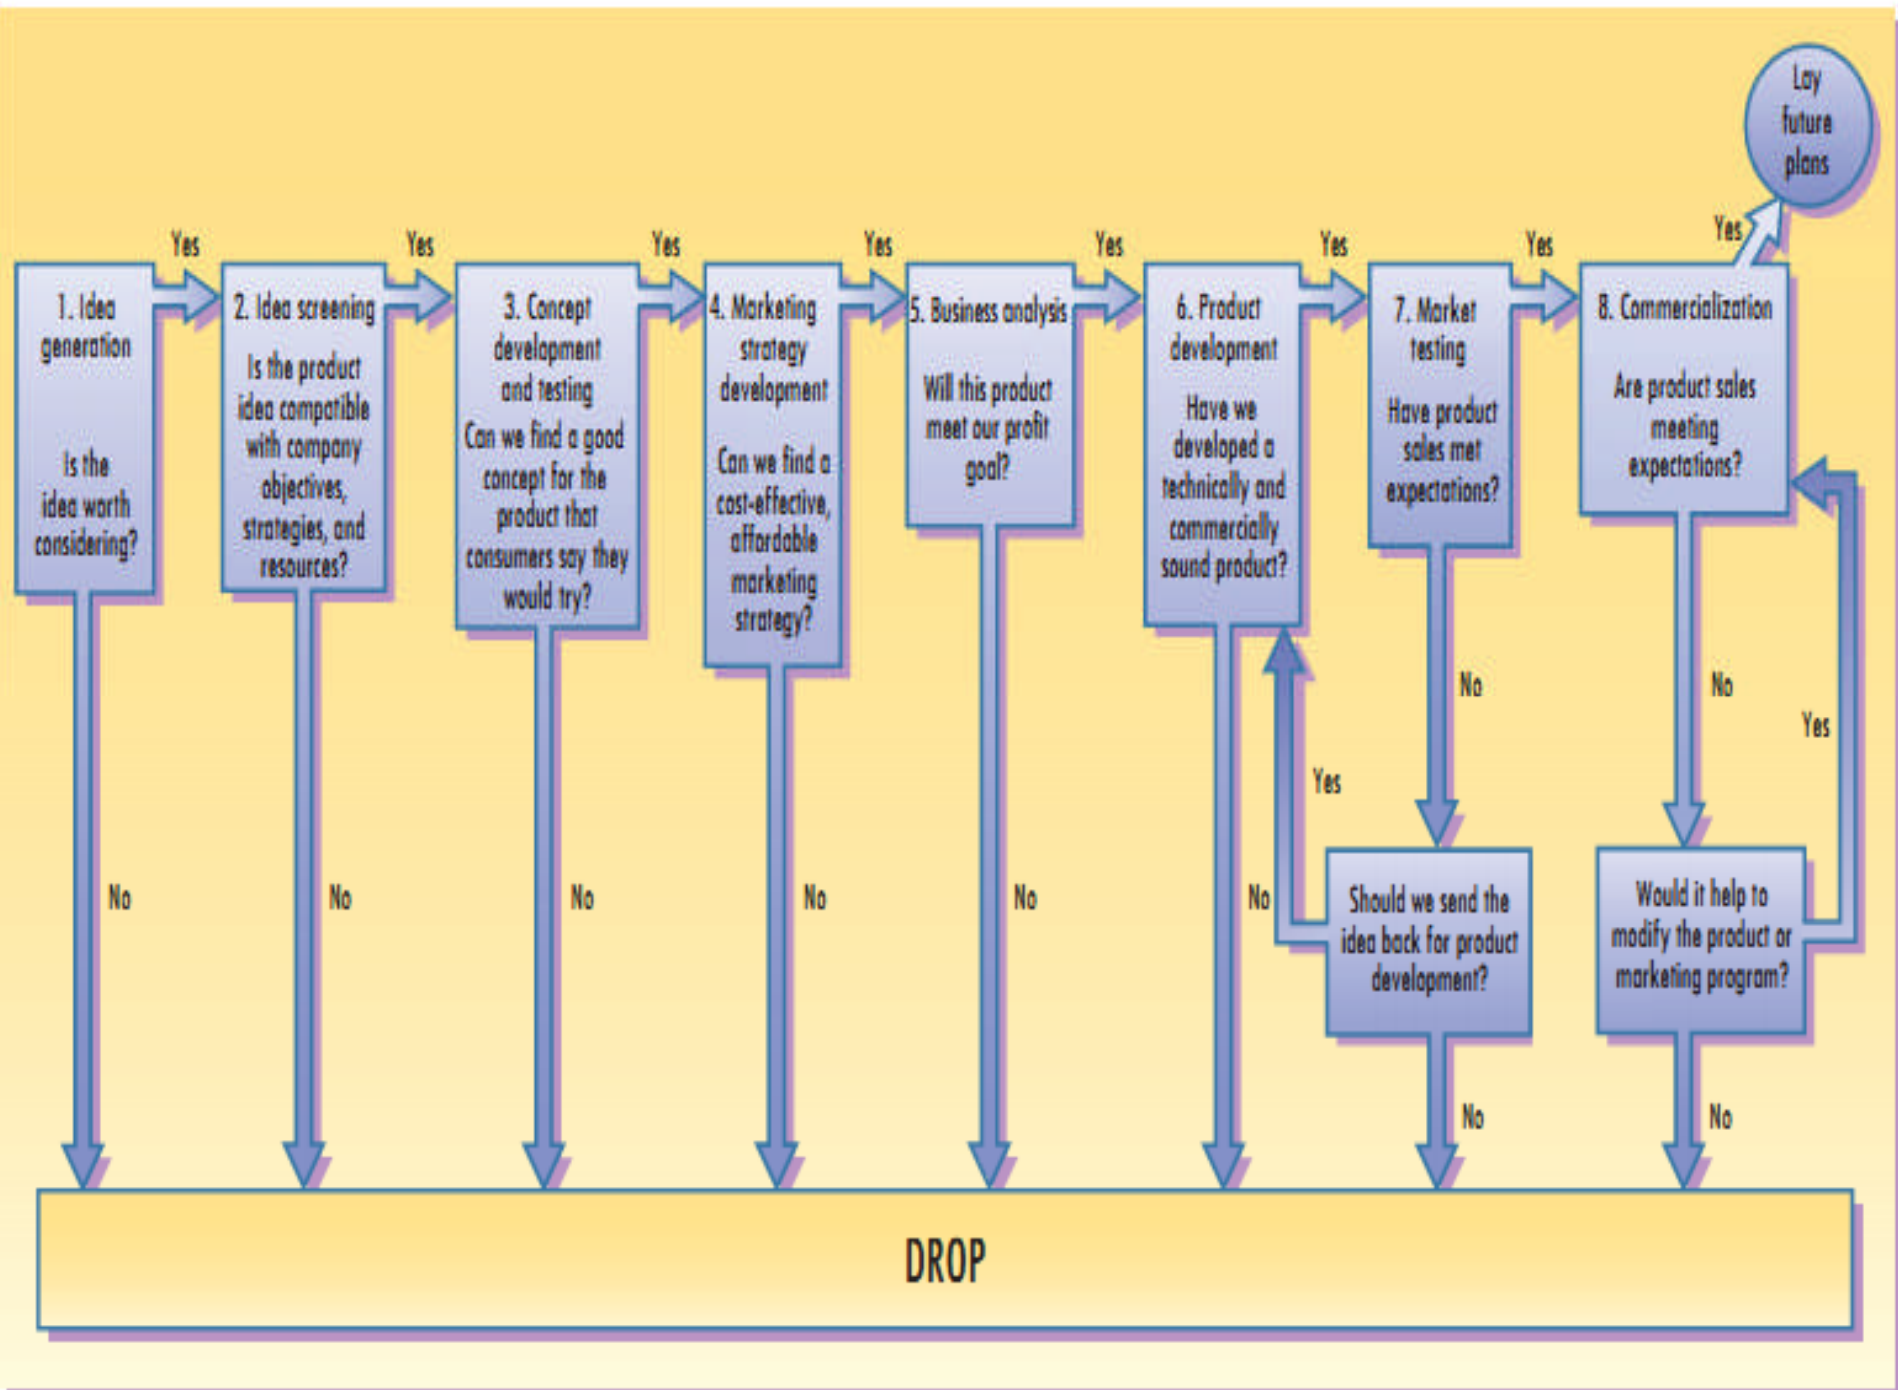 Lay
future
plans
Yes
Yes
Yes
Yes
Yes
Yes
Yes
Yes
1. Idea
generation
Is the
idea worth
considering?
2. Idea screening
Is the product
idea compatible
with company
objectives,
strategies, and
resources?
3. Concept
development
and testing
Can we find a good
concept for the
product that
consumers say they
would try?
4. Marketing
strategy
development
Can we find a
cost-effective,
affordable
marketing
strategy?
5. Business analysis
Will this product
meet our profit
goal?
6. Product
development
Have we
developed a
technically and
commercially
sound product?
7. Market
testing
Have product
sales met
expectations?
8. Commercialization
Are product sales
meeting
expectations?
No
No
Yes
Yes
No
No
No
No
No
No
Should we send the
idea back for product
development?
Would it help to
modify the product or
marketing program?
No
No
DROP